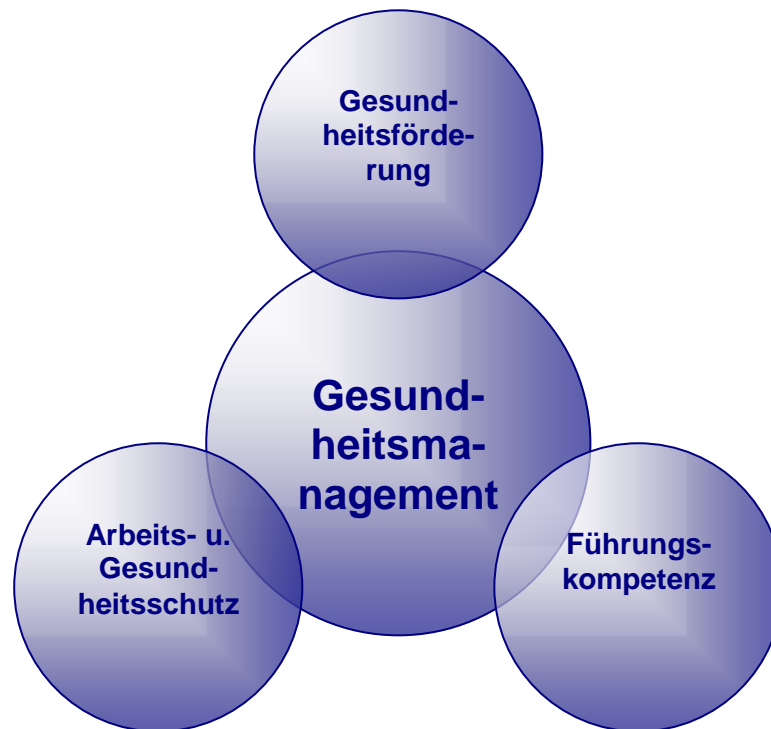 Gesund-
heitsförde-
rung
Gesund-
heitsma-
nagement
Arbeits- u.
Gesund-
heitsschutz
Führungs-
kompetenz